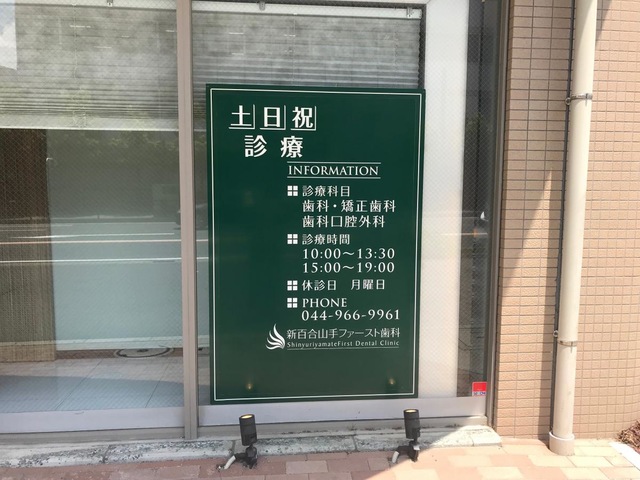 土日祝
診療
INFORMATION
診療科目
歯科・矯正歯科
歯科口腔外科
診療時間
10:00～13:30
15:00～19:00
休診日 月曜日
PHONE
044-966-9961
新百合山手ファースト歯科
ShinyuriyamateFirst Dental Clinic